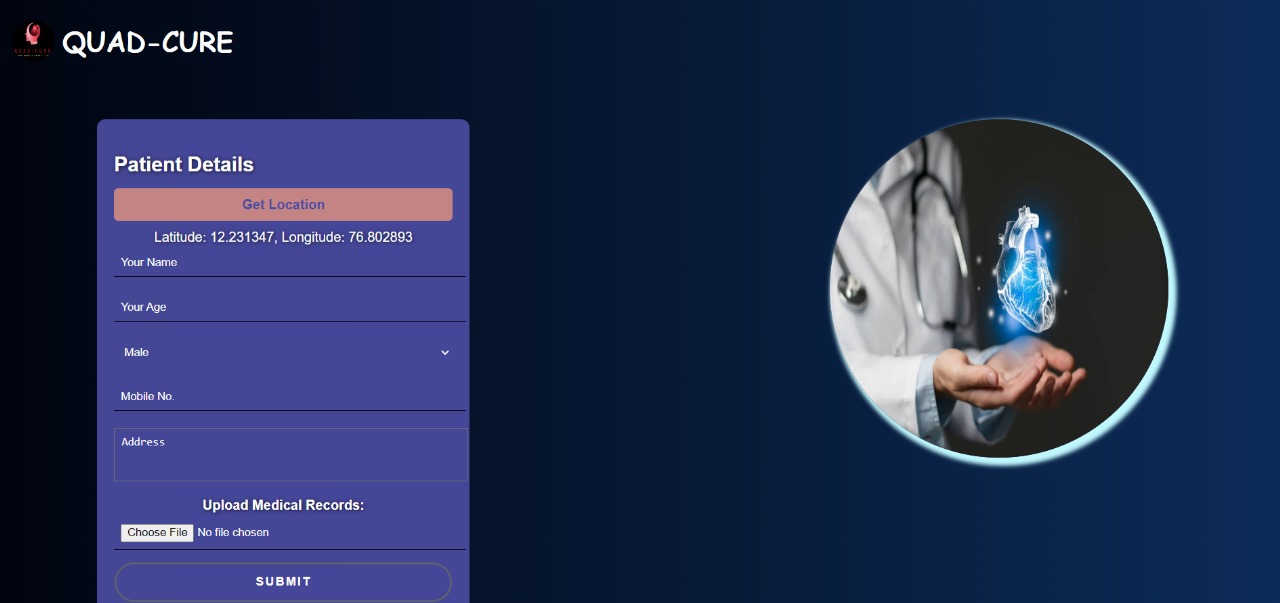 QUAD-CURE
Patient Details
Get Location
Latitude: 12.231347, Longitude: 76.802893
Your Name
Your Age
Male
Mobile No.
Address
Upload Medical Records:
Choose File No file chosen
SUBMIT